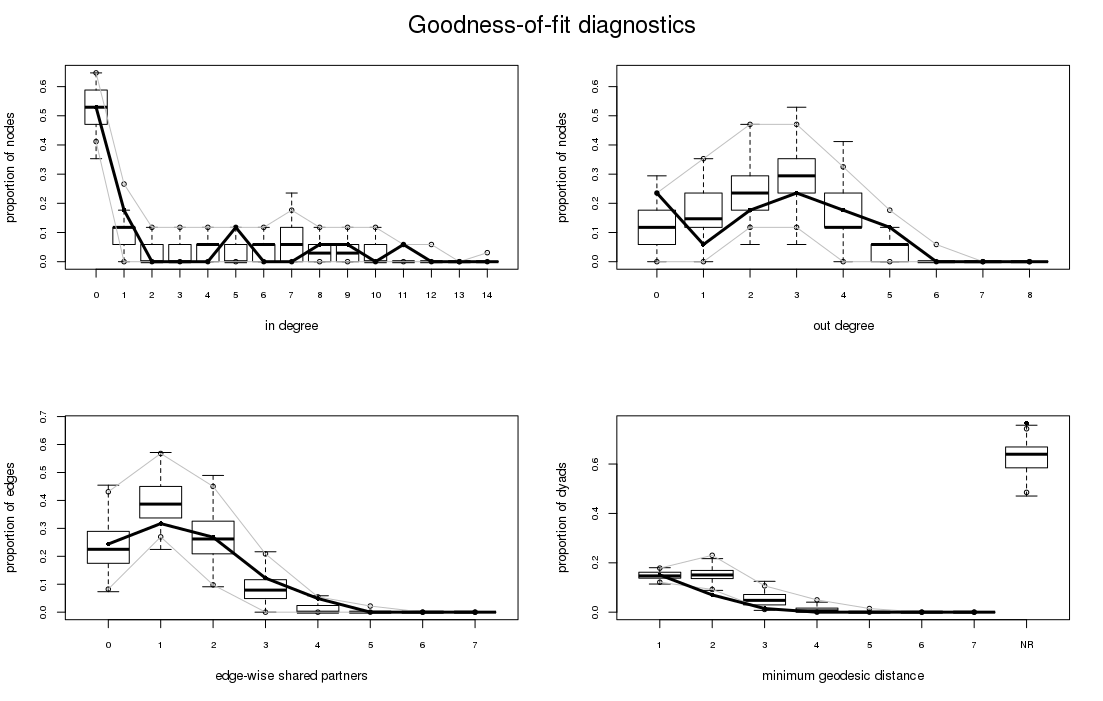 Goodness-of-fit diagnostics
proportion of nodes
0.0 0.1 0.2 0.3 0.4 0.5 0.6
0 1 2 3 4 5 6 7 8 9 10 11 12 13 14
in degree
proportion of nodes
0.0 0.1 0.2 0.3 0.4 0.5 0.6
0 1 2 3 4 5 6 7 8
out degree
proportion of edges
0.0 0.1 0.2 0.3 0.4 0.5 0.6 0.7
0 1 2 3 4 5 6 7
edge-wise shared partners
proportion of dyads
0.0 0.2 0.4 0.6
1 2 3 4 5 6 7 NR
minimum geodesic distance